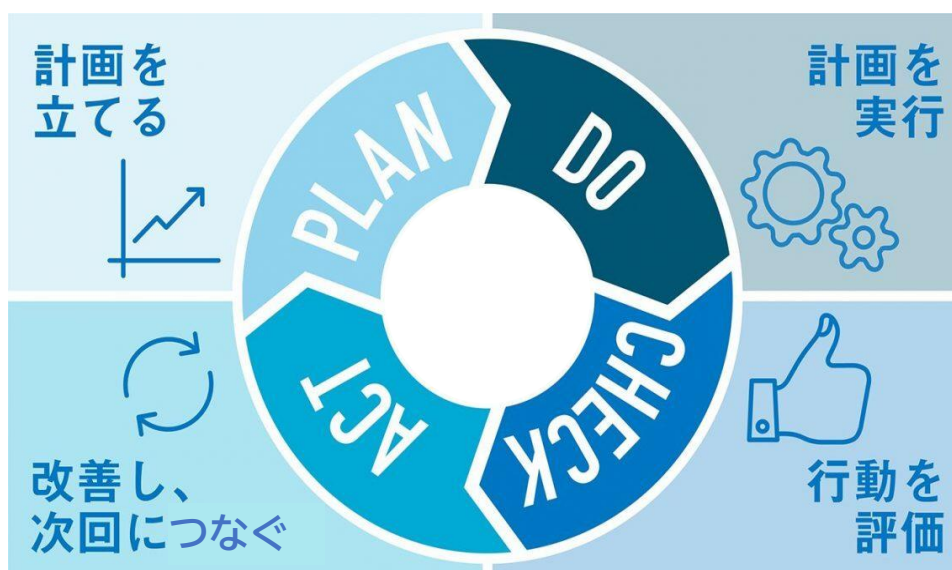 計画を
立てる
PLAN
DO
計画を
実行
CHECK
行動を
評価
ACT
改善し、
次回につなぐ